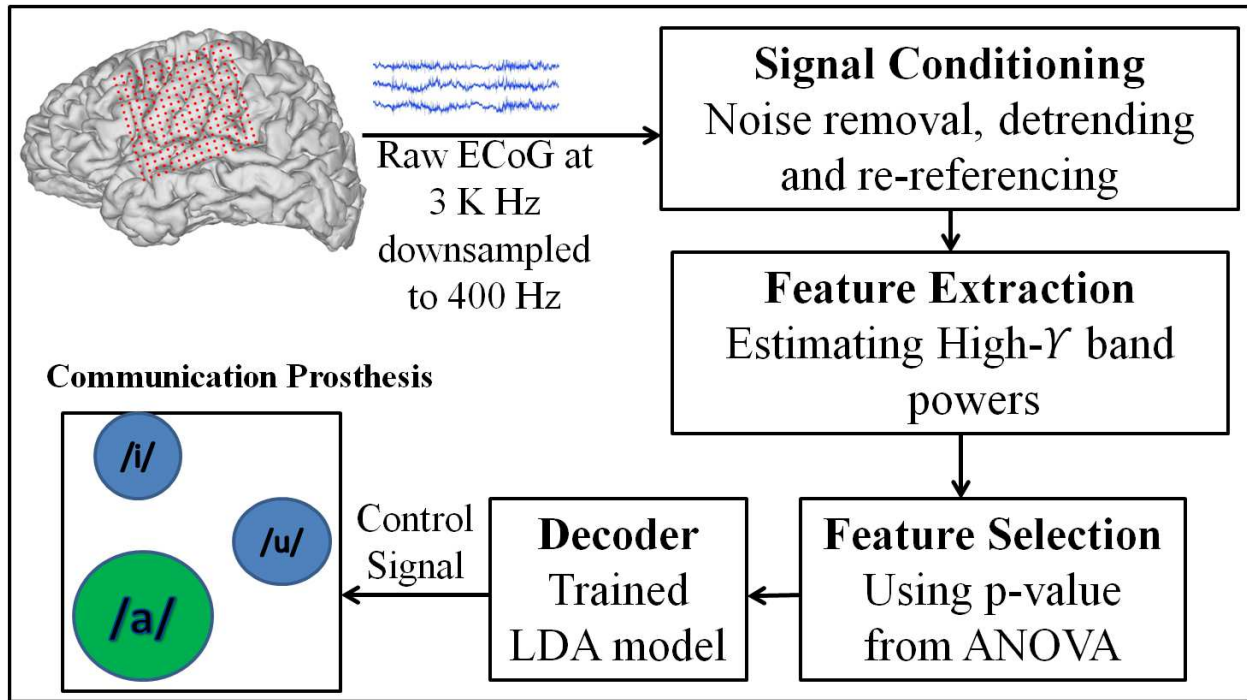 Raw ECoG at
3 K Hz
downsampled
to 400 Hz
Signal Conditioning
Noise removal, detrending
and re-referencing
Feature Extraction
Estimating High-ϒ band
powers
Feature Selection
Using p-value
from ANOVA
Decoder
Trained
LDA model
Control
Signal
Communication Prosthesis
/i/
/u/
/a/